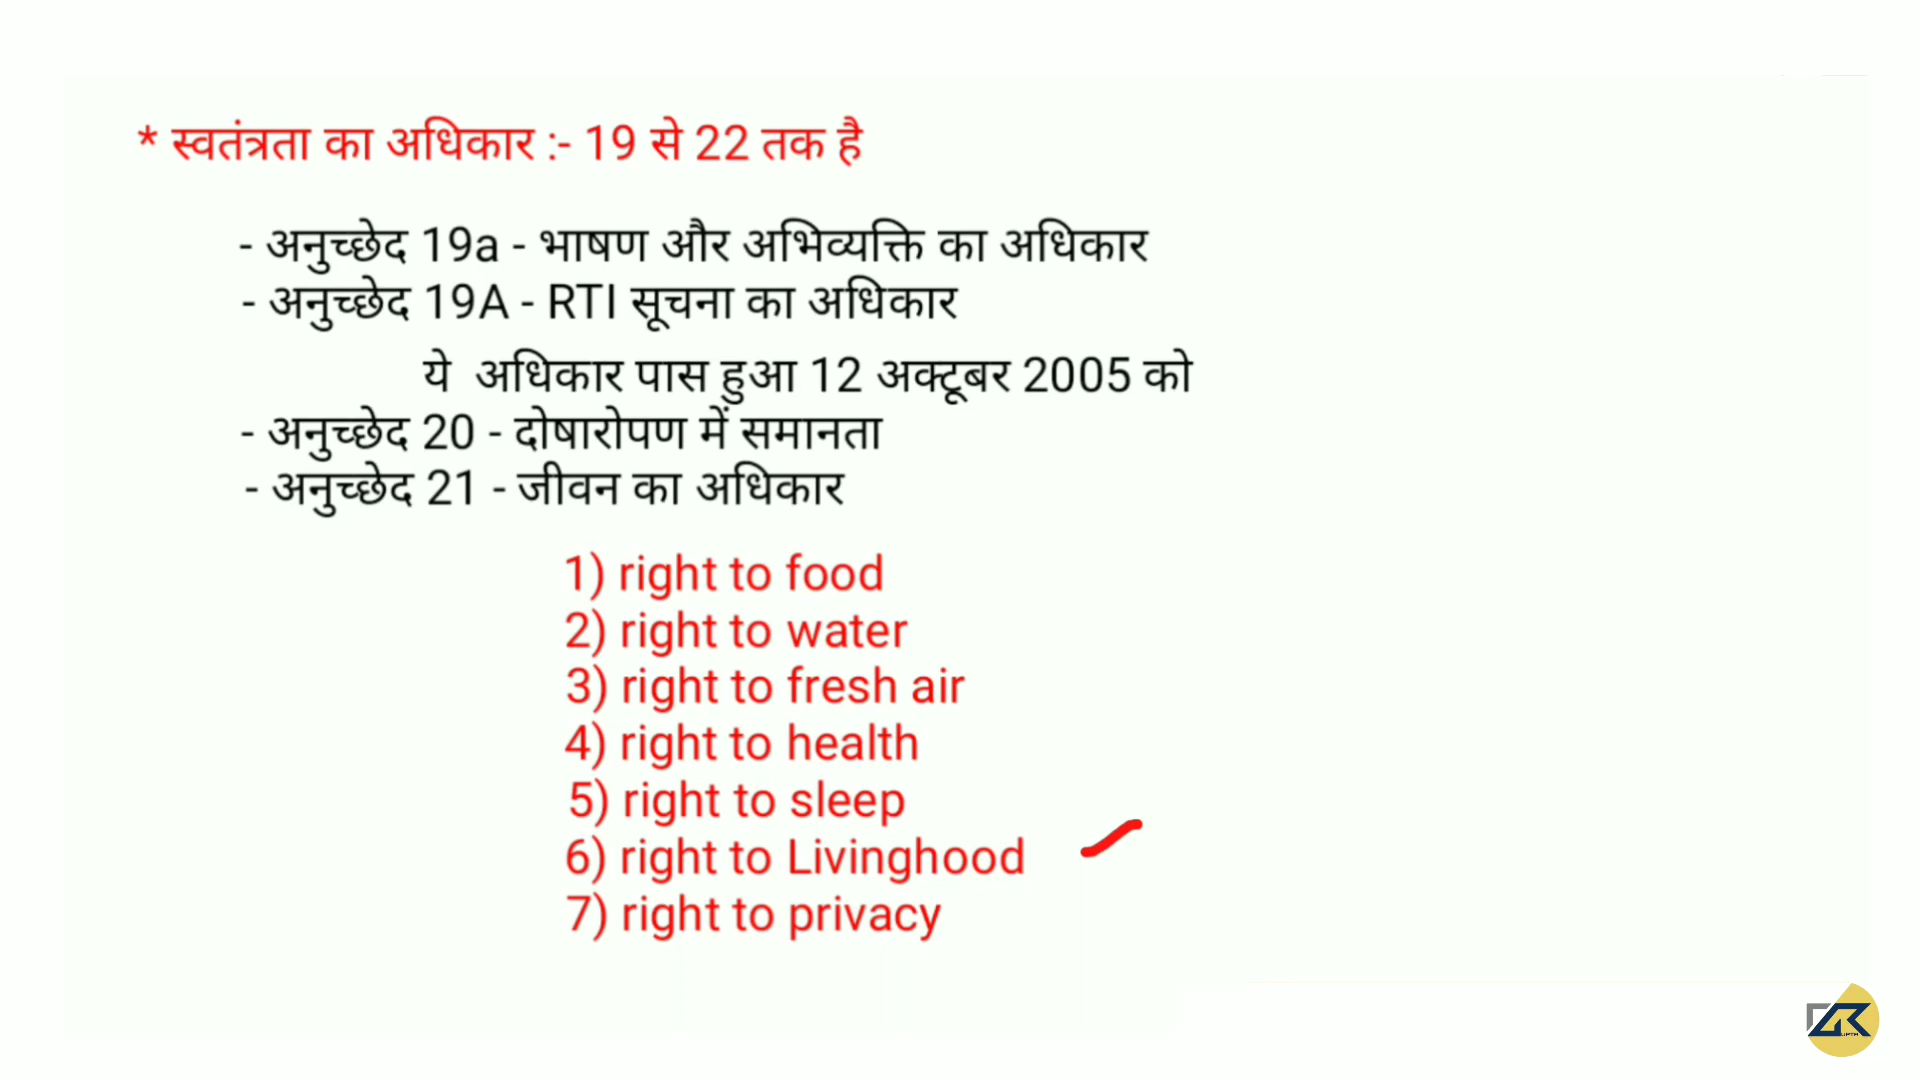 * स्वतंत्रता का अधिकार :- 19 से 22 तक है
- अनुच्छेद 19a - भाषण और अभिव्यक्ति का अधिकार
- अनुच्छेद 19A - RTI सूचना का अधिकार
ये अधिकार पास हुआ 12 अक्टूबर 2005 को
- अनुच्छेद 20 - दोषारोपण में समानता
- अनुच्छेद 21 - जीवन का अधिकार
1) right to food
2) right to water
3) right to fresh air
4) right to health
5) right to sleep
6) right to Livinghood
7) right to privacy